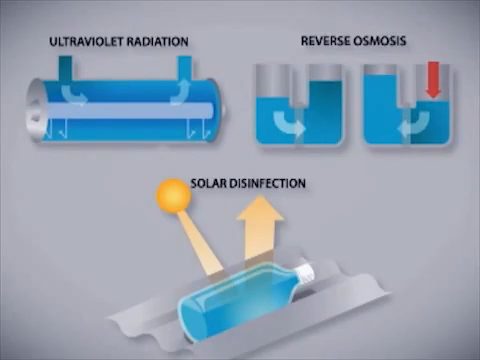 ULTRAVIOLET RADIATION
REVERSE OSMOSIS
SOLAR DISINFECTION